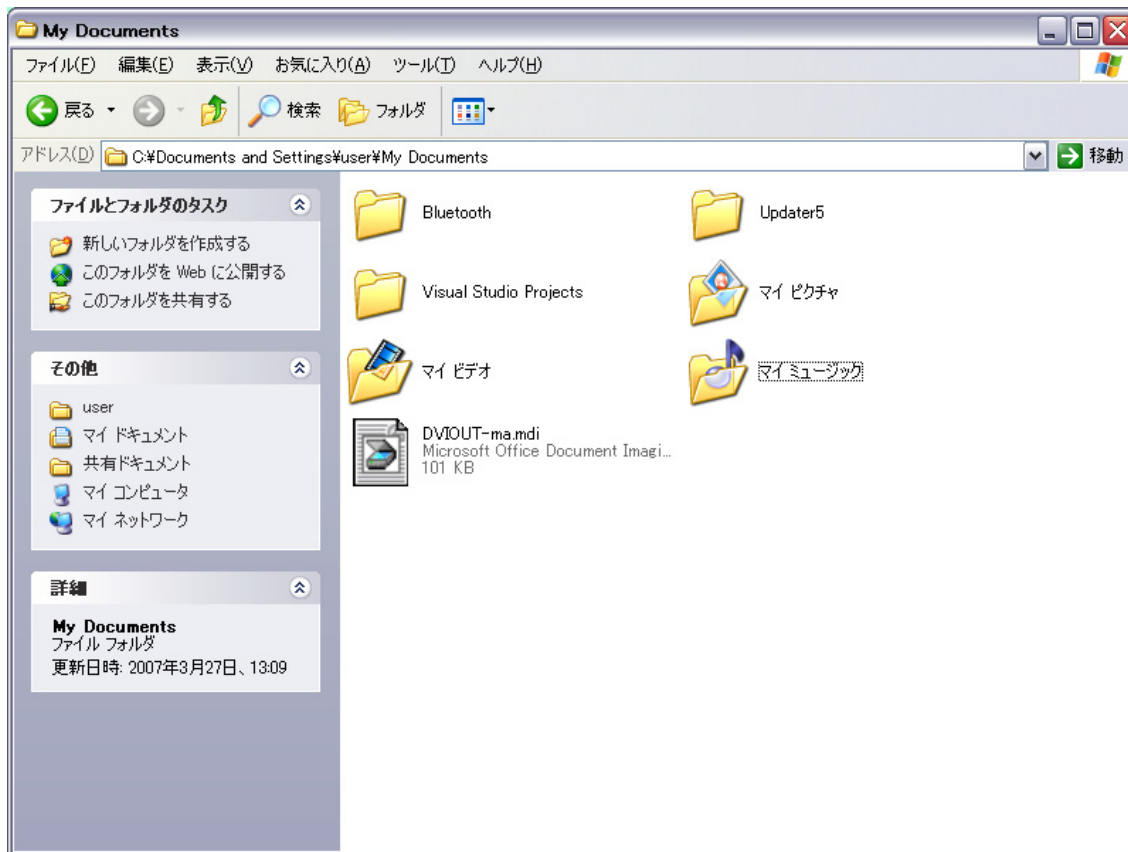 My Documents
ファイル(F) 編集(E) 表示(V) お気に入り(A) ツール(T) ヘルプ(H)
戻る 検索 フォルダ
アドレス(D) C:¥Documents and Settings¥user¥My Documents 移動
ファイルとフォルダのタスク
新しいフォルダを作成する
このフォルダを Web に公開する
このフォルダを共有する
その他
user
マイ ドキュメント
共有ドキュメント
マイ コンピュータ
マイ ネットワーク
詳細
My Documents
ファイル フォルダ
更新日時: 2007年3月27日、13:09
Bluetooth
Updater5
Visual Studio Projects
マイ ピクチャ
マイ ビデオ
マイ ミュージック
DVIOUT-ma.mdi
Microsoft Office Document Imagi...
101 KB